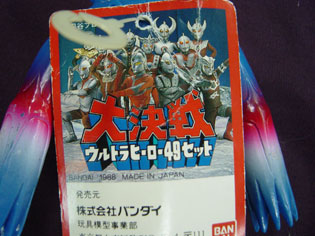 大決戦
ウルトラヒーロー49セット
BANDAI 1988 MADE IN JAPAN
発売元
株式会社バンダイ
玩具模型事業部
BAN